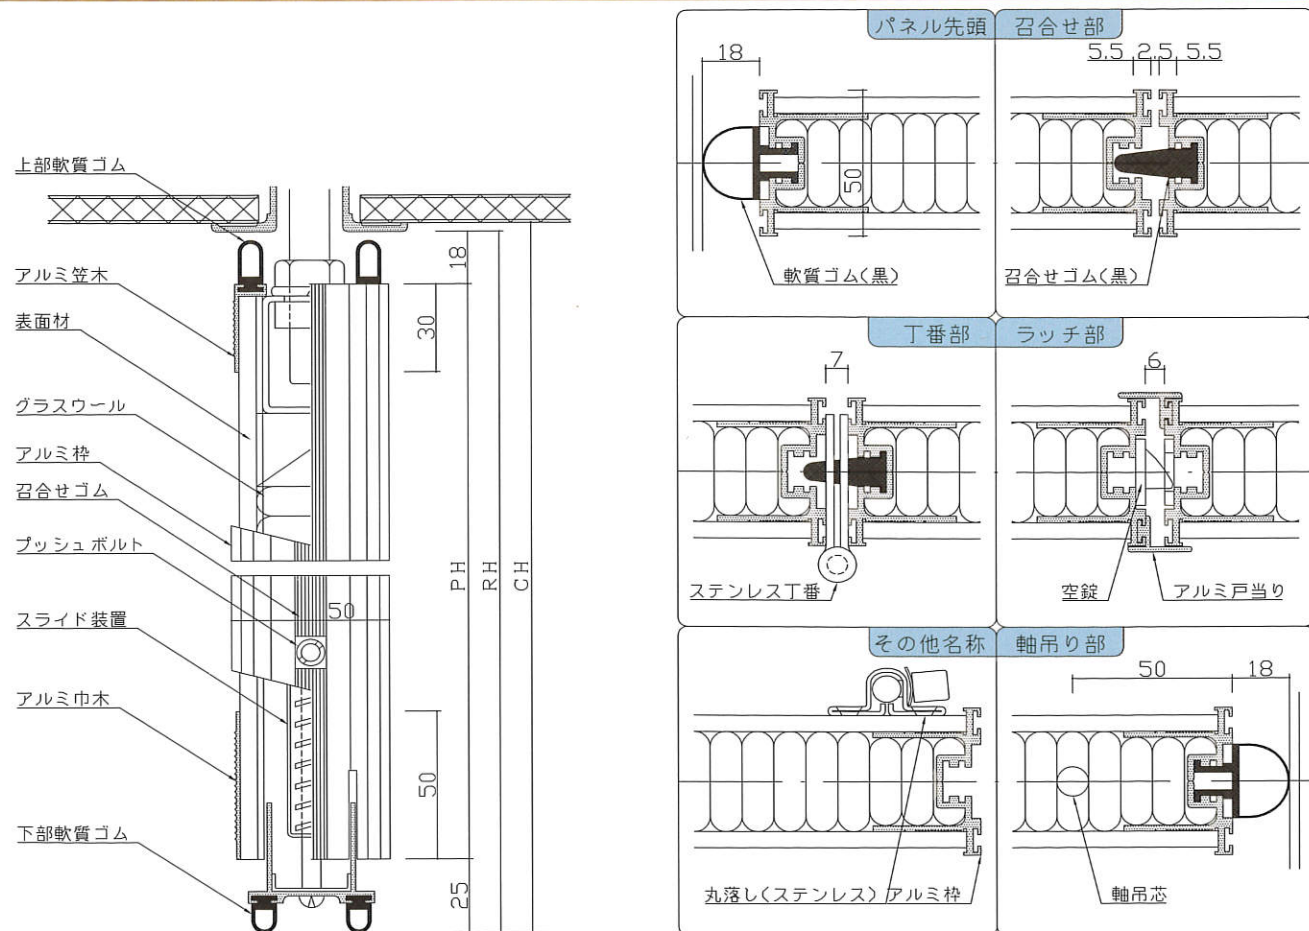 上部軟質ゴム
アルミ笠木
表面材
グラスウール
アルミ枠
召合せゴム
プッシュボルト
スライド装置
アルミ巾木
下部軟質ゴム
18
30
50
50
25
PH
RH
CH
パネル先頭
18
50
軟質ゴム(黒)
召合せ部
5.5 2.5 5.5
召合せゴム(黒)
丁番部
7
ステンレス丁番
ラッチ部
6
空錠
アルミ戸当り
その他名称
丸落し(ステンレス)
アルミ枠
軸吊り部
50
18
軸吊芯